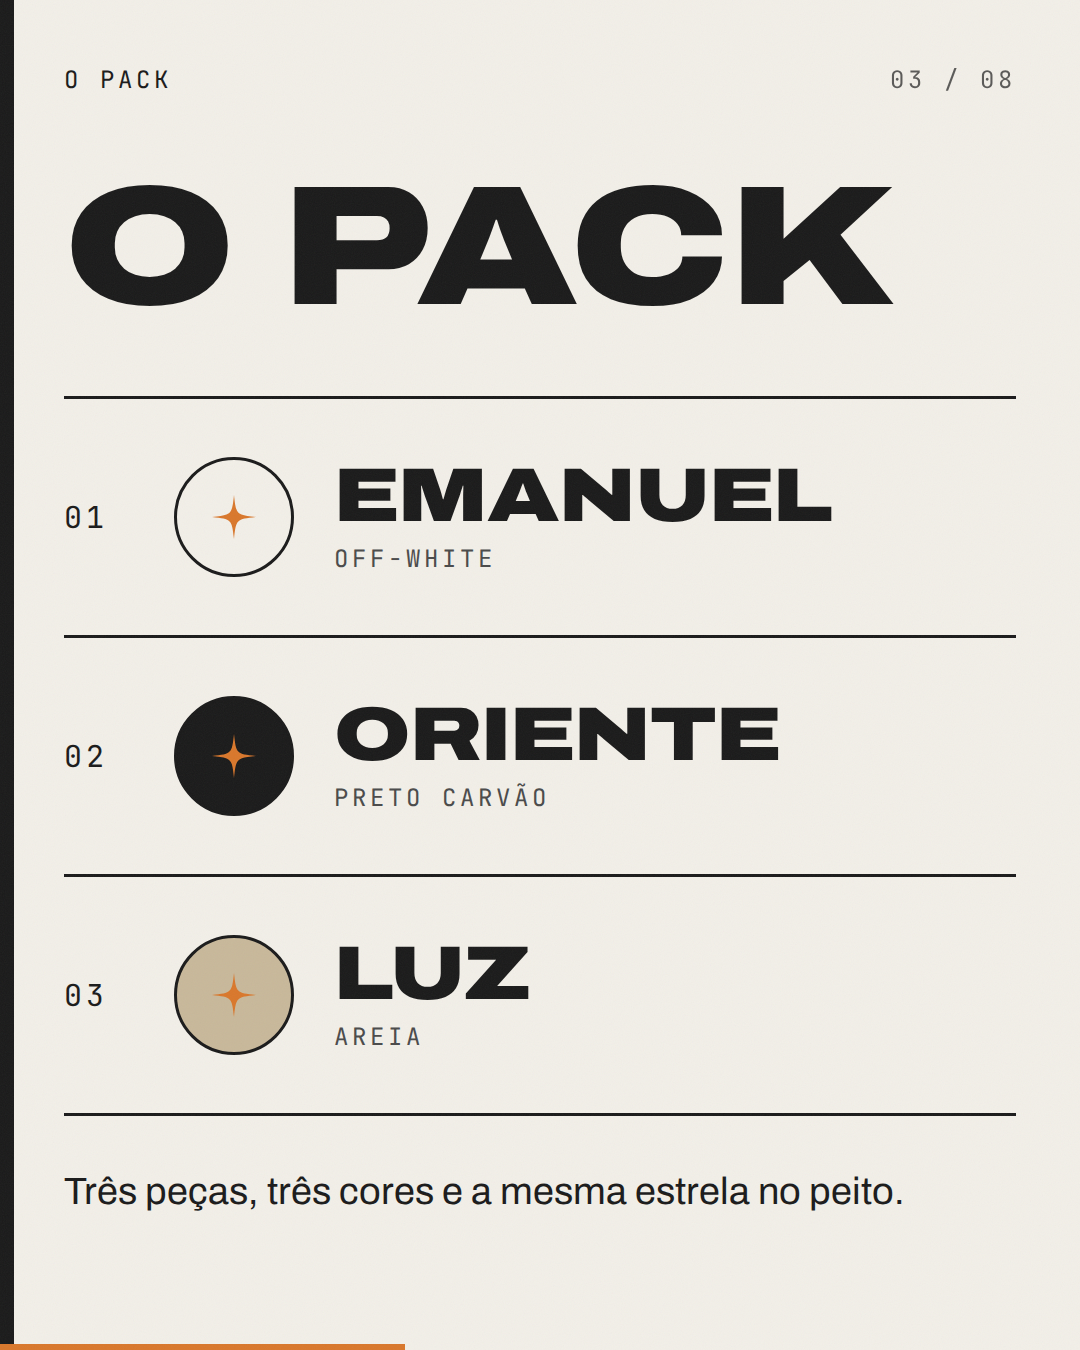 O PACK
03 / 08
O PACK
01
EMANUEL
OFF-WHITE
02
ORIENTE
PRETO CARVÃO
03
LUZ
AREIA
Três peças, três cores e a mesma estrela no peito.